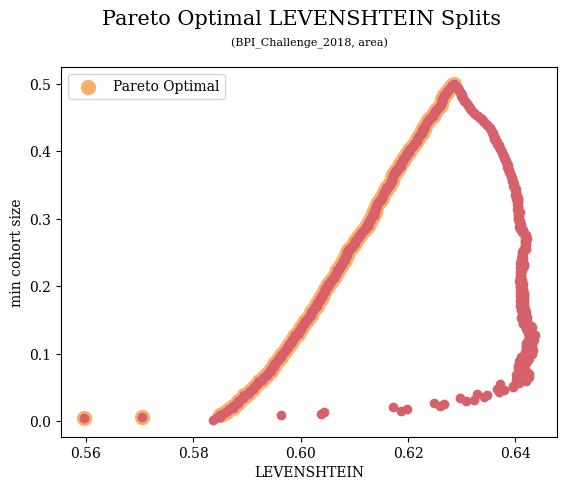 Pareto Optimal LEVENSHTEIN Splits
(BPI_Challenge_2018, area)
Pareto Optimal
0.5
0.4
0.3
0.2
0.1
0.0
min cohort size
0.56 0.58 0.60 0.62 0.64
LEVENSHTEIN